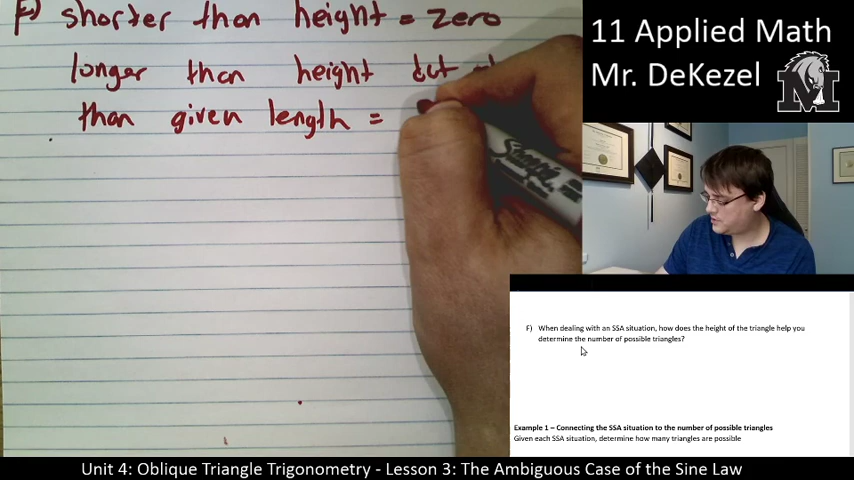 F) shorter than height = zero
longer than height but
than given length =
11 Applied Math
Mr. DeKezel
M
F) When dealing with an SSA situation, how does the height of the triangle help you
determine the number of possible triangles?
Example 1 – Connecting the SSA situation to the number of possible triangles
Given each SSA situation, determine how many triangles are possible
Unit 4: Oblique Triangle Trigonometry - Lesson 3: The Ambiguous Case of the Sine Law